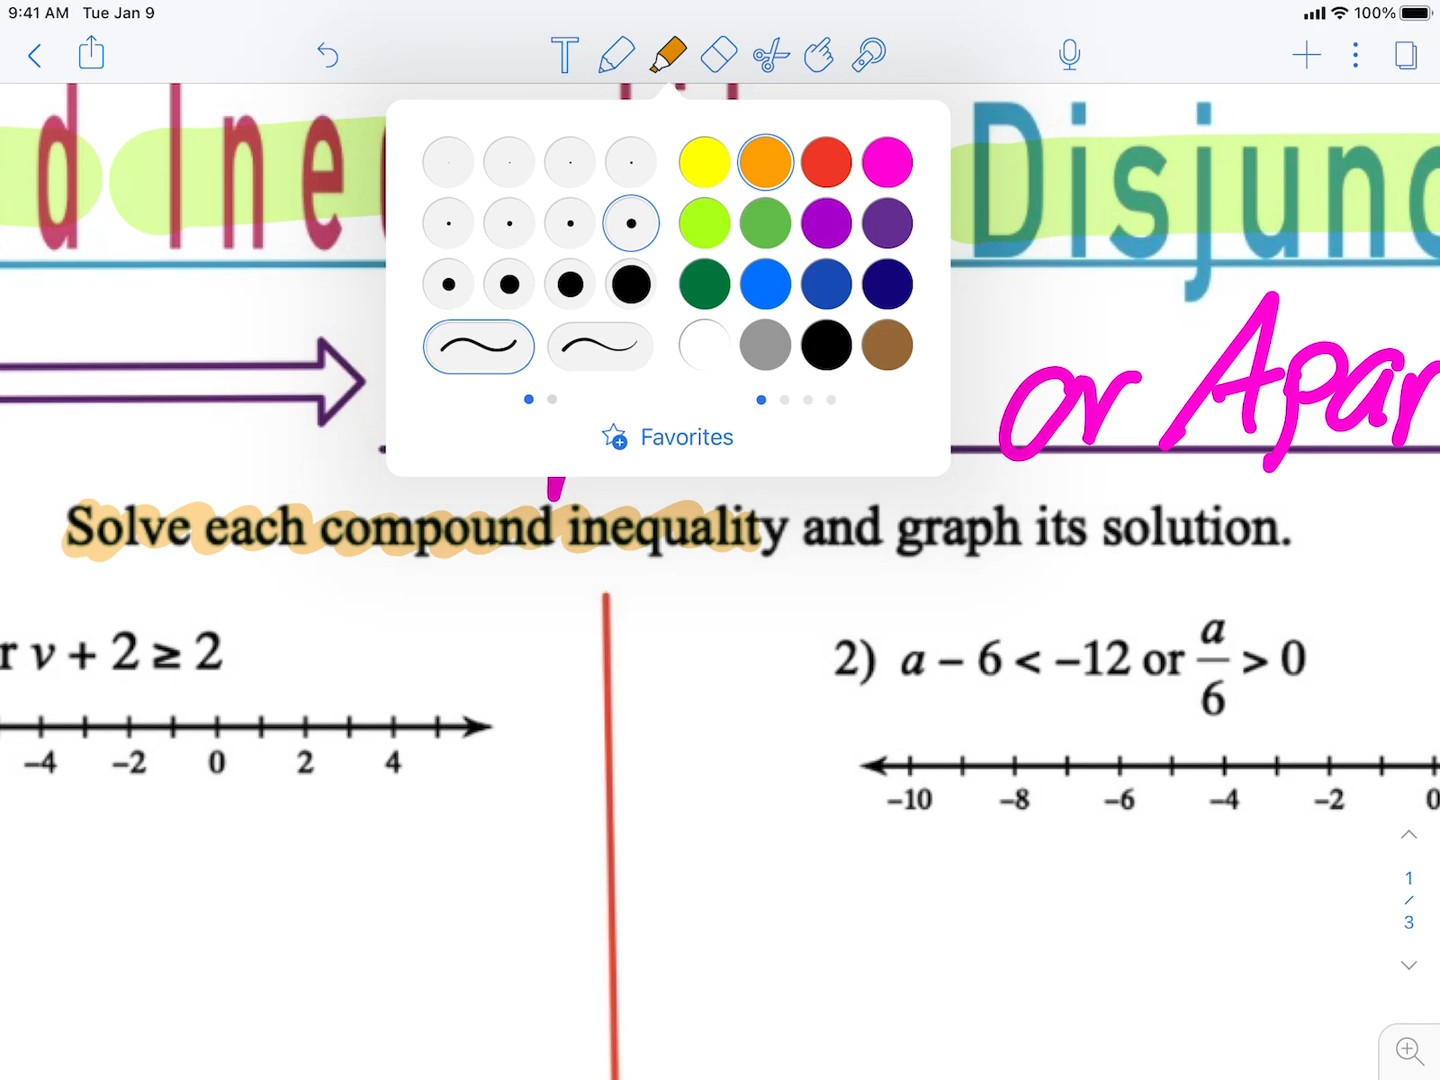 9:41 AM Tue Jan 9
100%
d Ine
Disjunc
or Apar
Favorites
Solve each compound inequality and graph its solution.
r v + 2 ≥ 2
-4 -2 0 2 4
2) a - 6 < -12 or a/6 > 0
-10 -8 -6 -4 -2 0
1
/
3